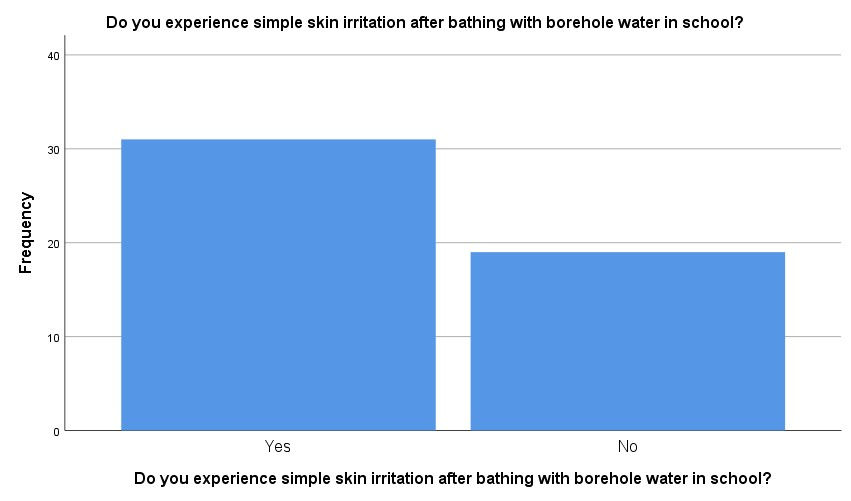 Do you experience simple skin irritation after bathing with borehole water in school?
40
30
20
10
0
Frequency
Yes No
Do you experience simple skin irritation after bathing with borehole water in school?